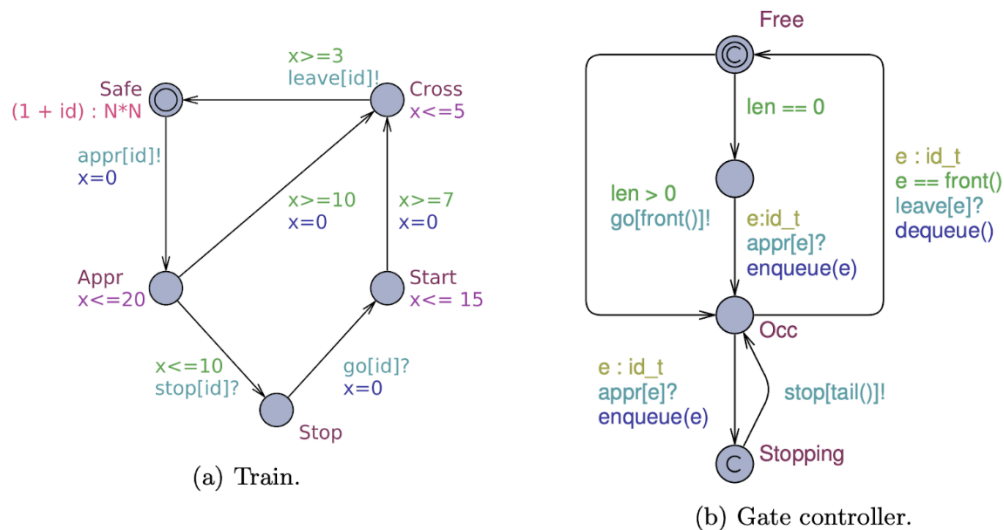 x>=3
leave[id]!
Safe
(1 + id) : N*N
Cross
x<=5
appr[id]!
x=0
x>=10
x=0
x>=7
x=0
Appr
x<=20
Start
x<= 15
x<=10
stop[id]?
go[id]?
x=0
Stop
(a) Train.
Free
C
len == 0
len > 0
go[front()]!
e:id_t
appr[e]?
enqueue(e)
e : id_t
e == front()
leave[e]?
dequeue()
Occ
e : id_t
appr[e]?
enqueue(e)
stop[tail()]!
C
Stopping
(b) Gate controller.